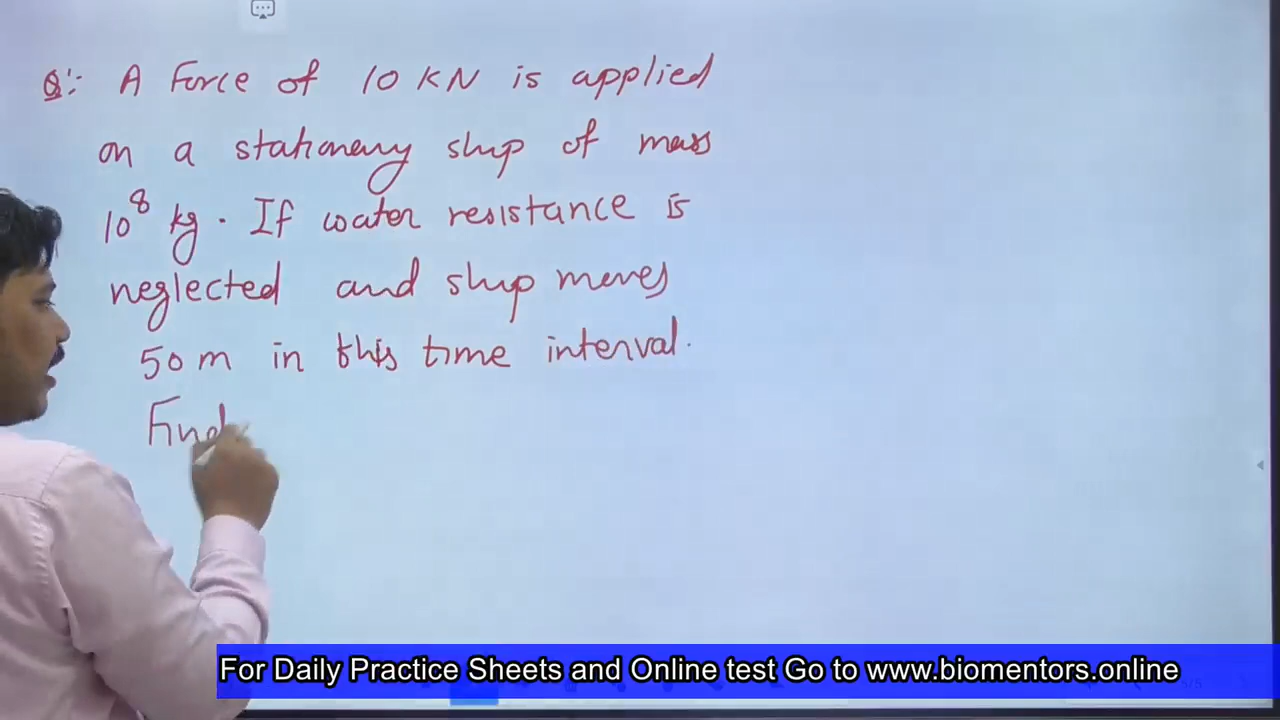 Q:- A Force of 10 KN is applied
on a stationary ship of mass
10⁸ kg. If water resistance is
neglected and ship moves
50 m in this time interval.
Find
For Daily Practice Sheets and Online test Go to www.biomentors.online